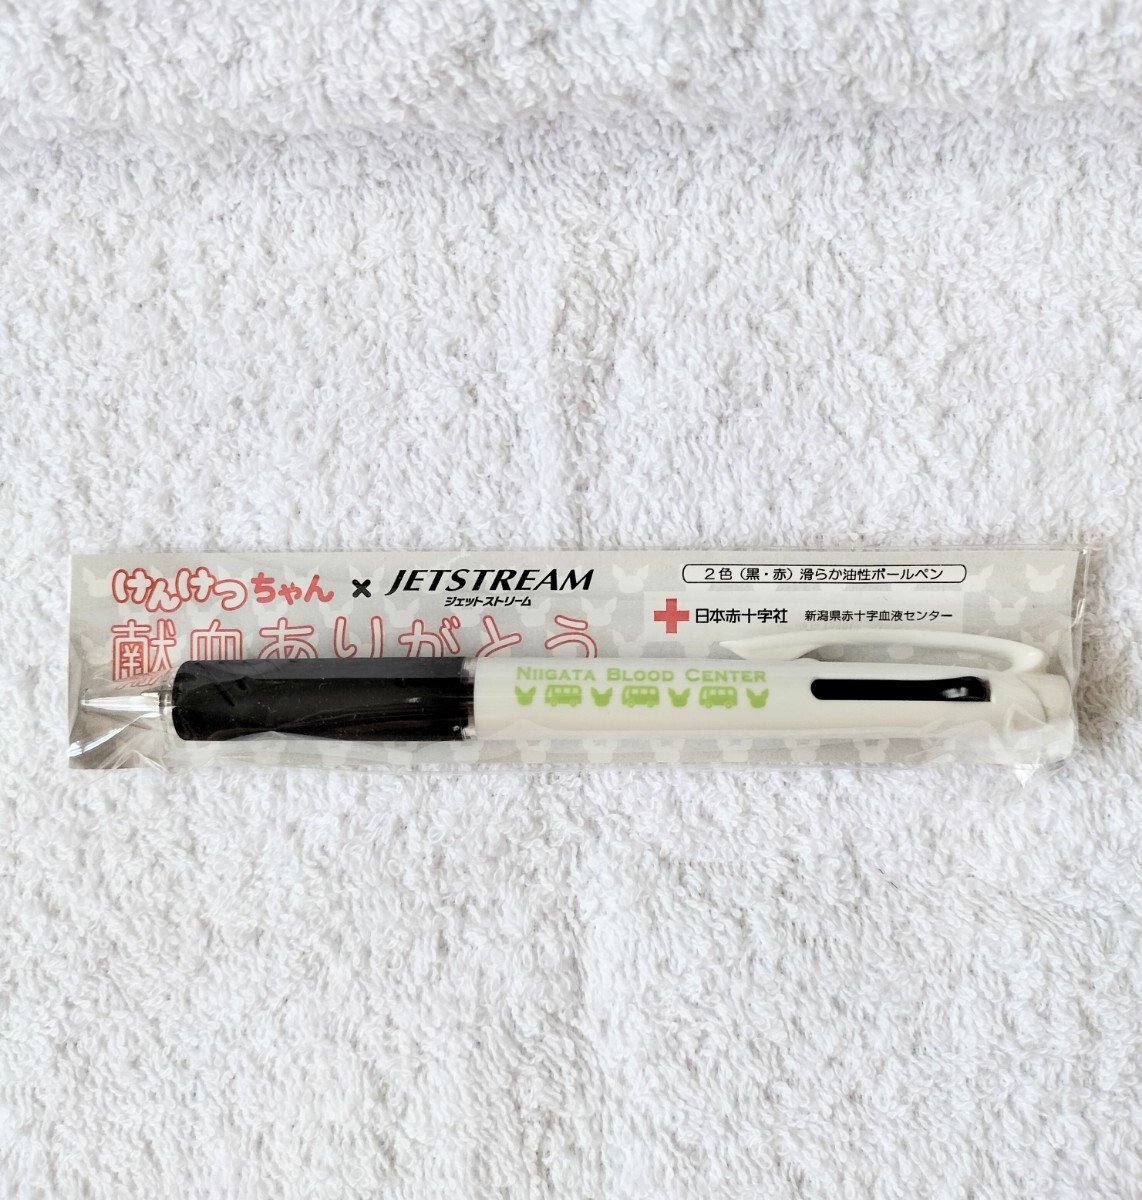 けんけつちゃん × JETSTREAM
ジェットストリーム
献血ありがとう
2色（黒・赤）滑らか油性ボールペン
日本赤十字社 新潟県赤十字血液センター
NIIGATA BLOOD CENTER